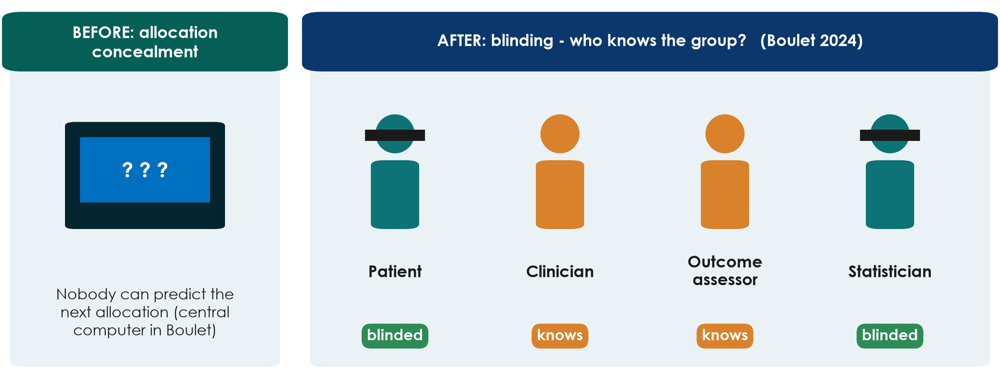 BEFORE: allocation
concealment
AFTER: blinding - who knows the group? (Boulet 2024)
? ? ?
Nobody can predict the
next allocation (central
computer in Boulet)
Patient
Clinician
Outcome
assessor
Statistician
blinded
knows
knows
blinded